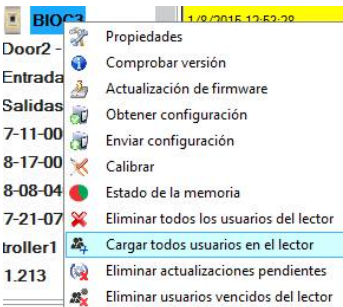 BIOC3
1/8/2015 12:53:28
Door2 -
Entrada
Salidas
7-11-00
8-17-00
8-08-04
7-21-07
troller1
1.213
Propiedades
Comprobar versión
Actualización de firmware
Obtener configuración
Enviar configuración
Calibrar
Estado de la memoria
Eliminar todos los usuarios del lector
Cargar todos usuarios en el lector
Eliminar actualizaciones pendientes
Eliminar usuarios vencidos del lector